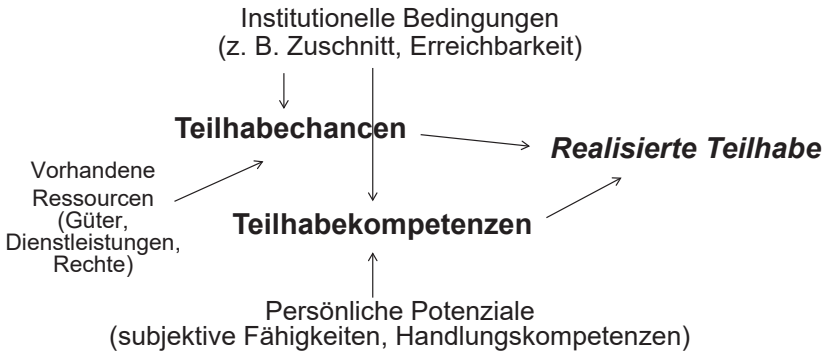 Institutionelle Bedingungen
(z. B. Zuschnitt, Erreichbarkeit)
Teilhabechancen
Realisierte Teilhabe
Vorhandene
Ressourcen
(Güter,
Dienstleistungen,
Rechte)
Teilhabekompetenzen
Persönliche Potenziale
(subjektive Fähigkeiten, Handlungskompetenzen)